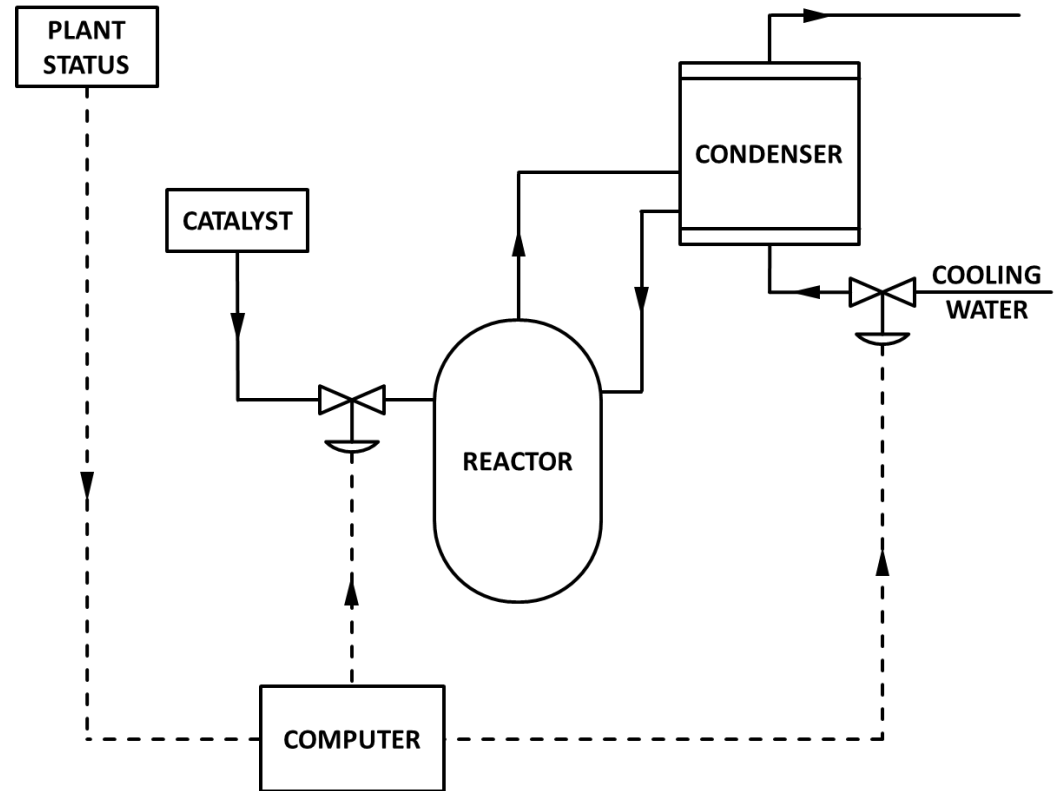 PLANT
STATUS
CONDENSER
CATALYST
COOLING
WATER
REACTOR
COMPUTER